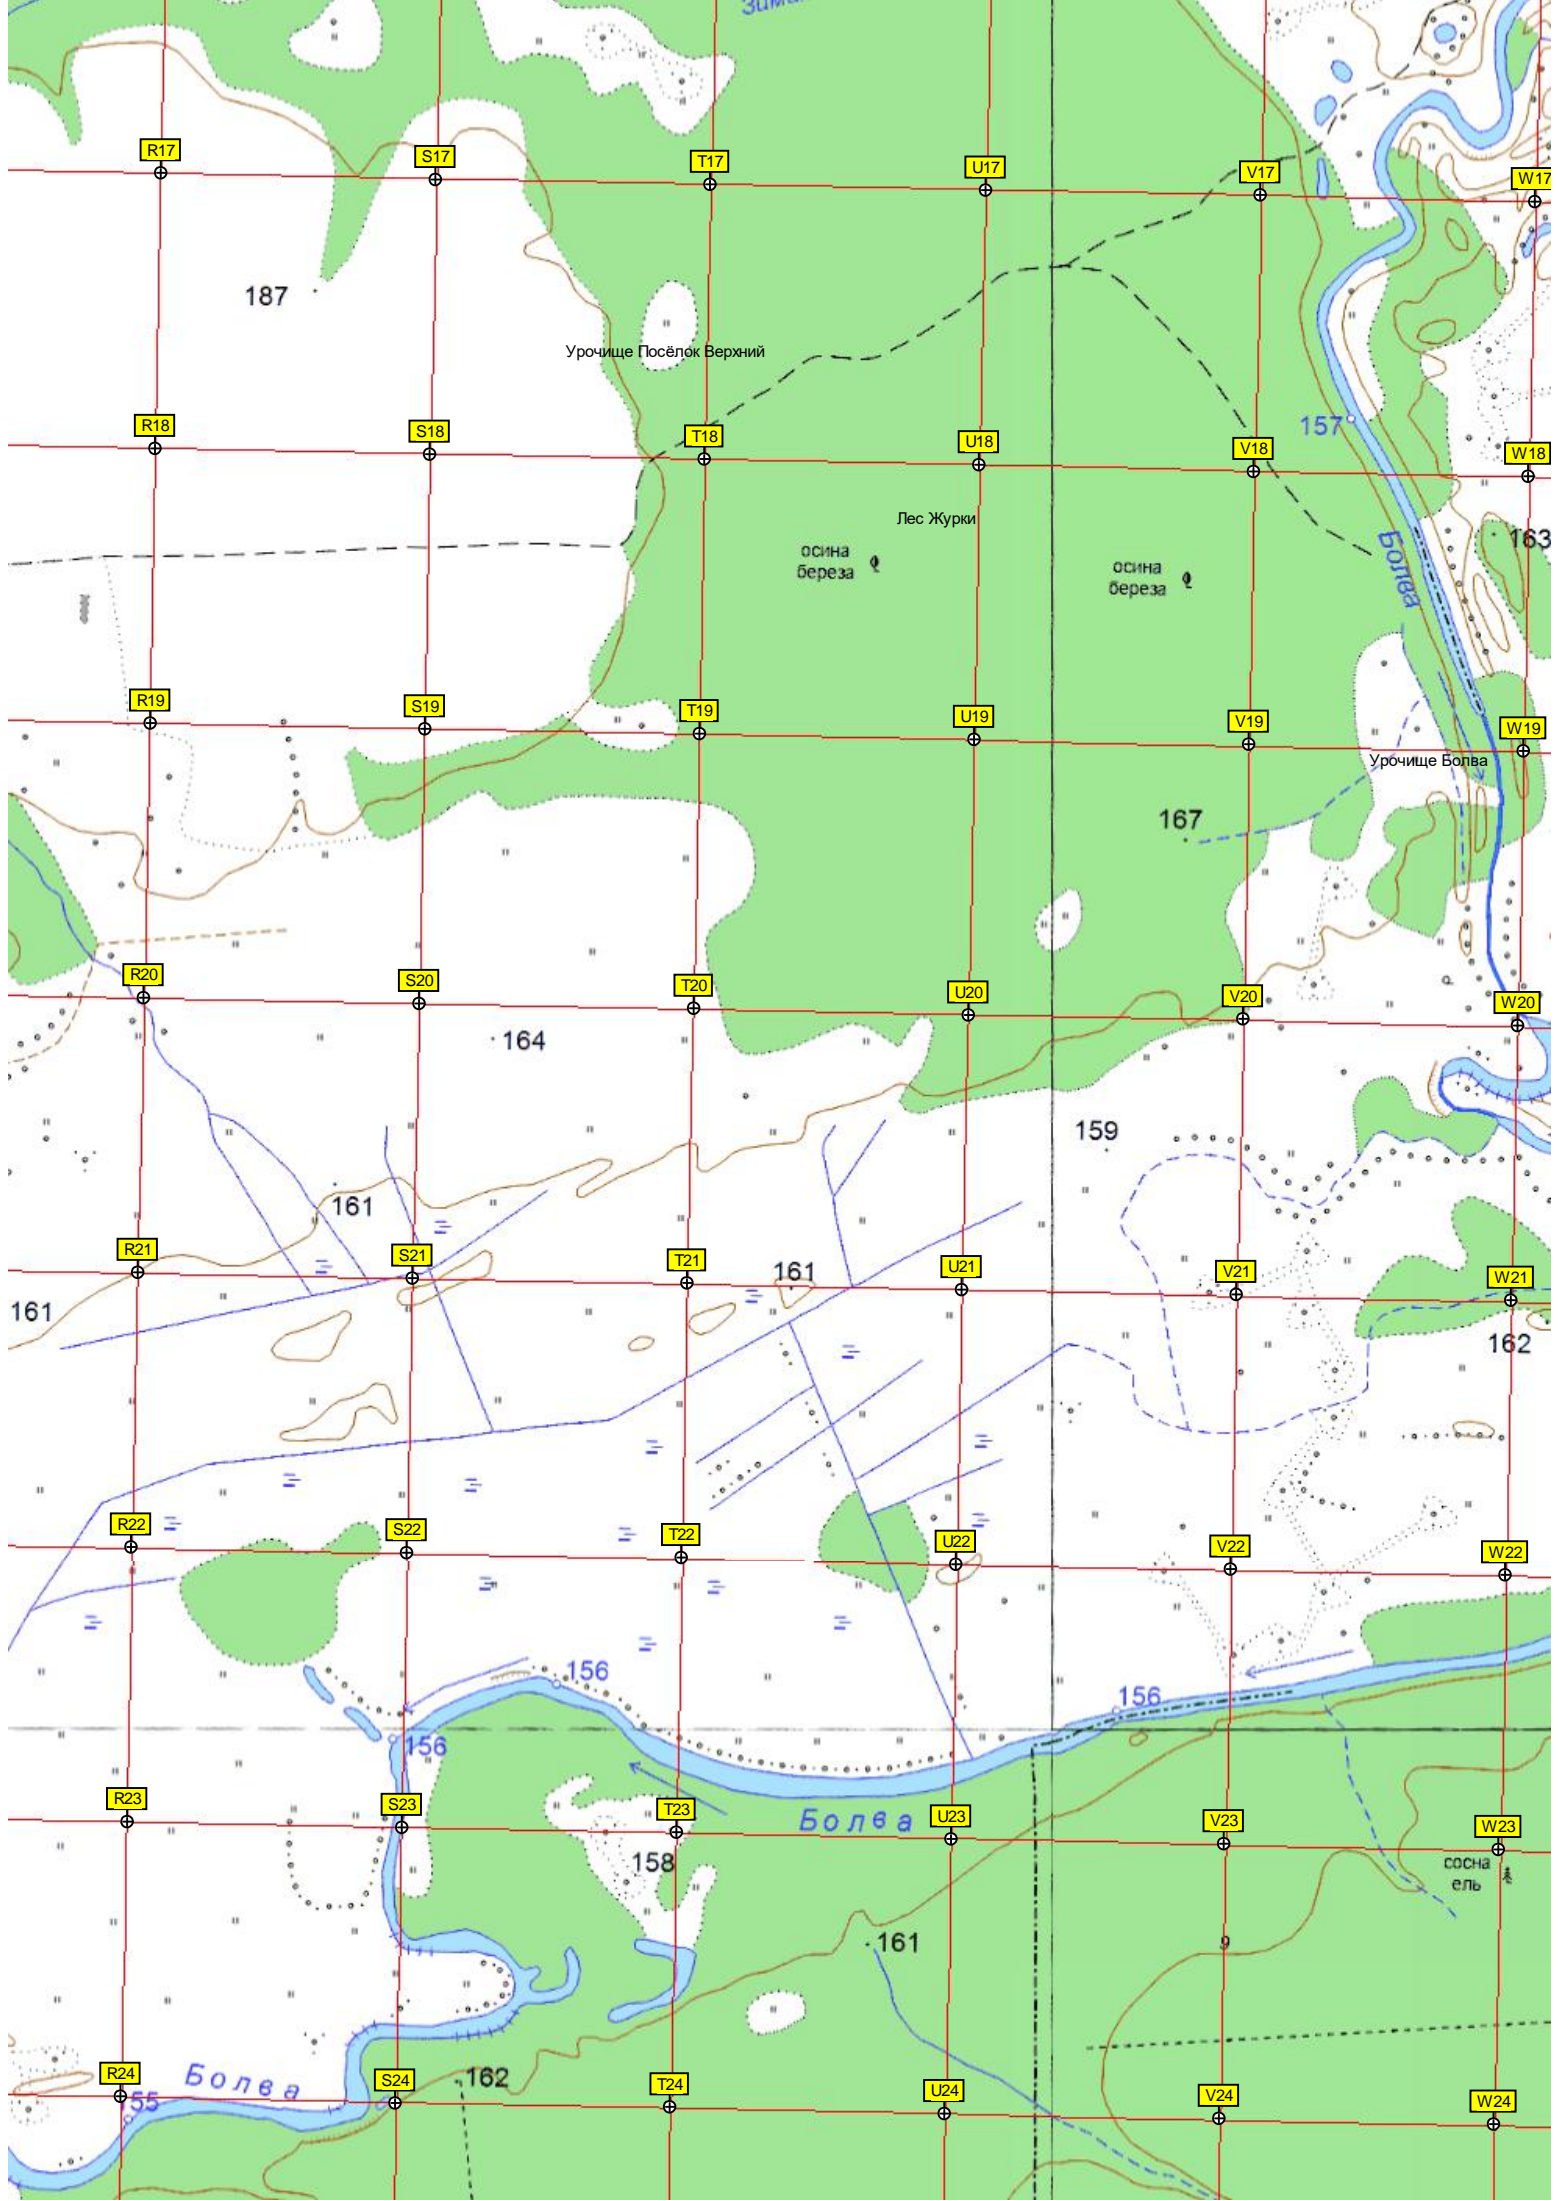 R17
S17
T17
U17
V17
W17
187
Урочище Посёлок Верхний
157
R18
S18
T18
U18
V18
W18
Лес Журки
163
осина
береза
осина
береза
Болва
R19
S19
T19
U19
V19
W19
Урочище Болва
167
R20
S20
T20
U20
V20
W20
164
159
161
R21
S21
T21
161
U21
V21
W21
161
162
R22
S22
T22
U22
V22
W22
156
156
156
R23
S23
T23
Болва
U23
V23
W23
158
сосна
ель
161
9
R24
Болва
S24
162
T24
U24
V24
W24
55